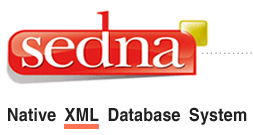 sedna
Native XML Database System